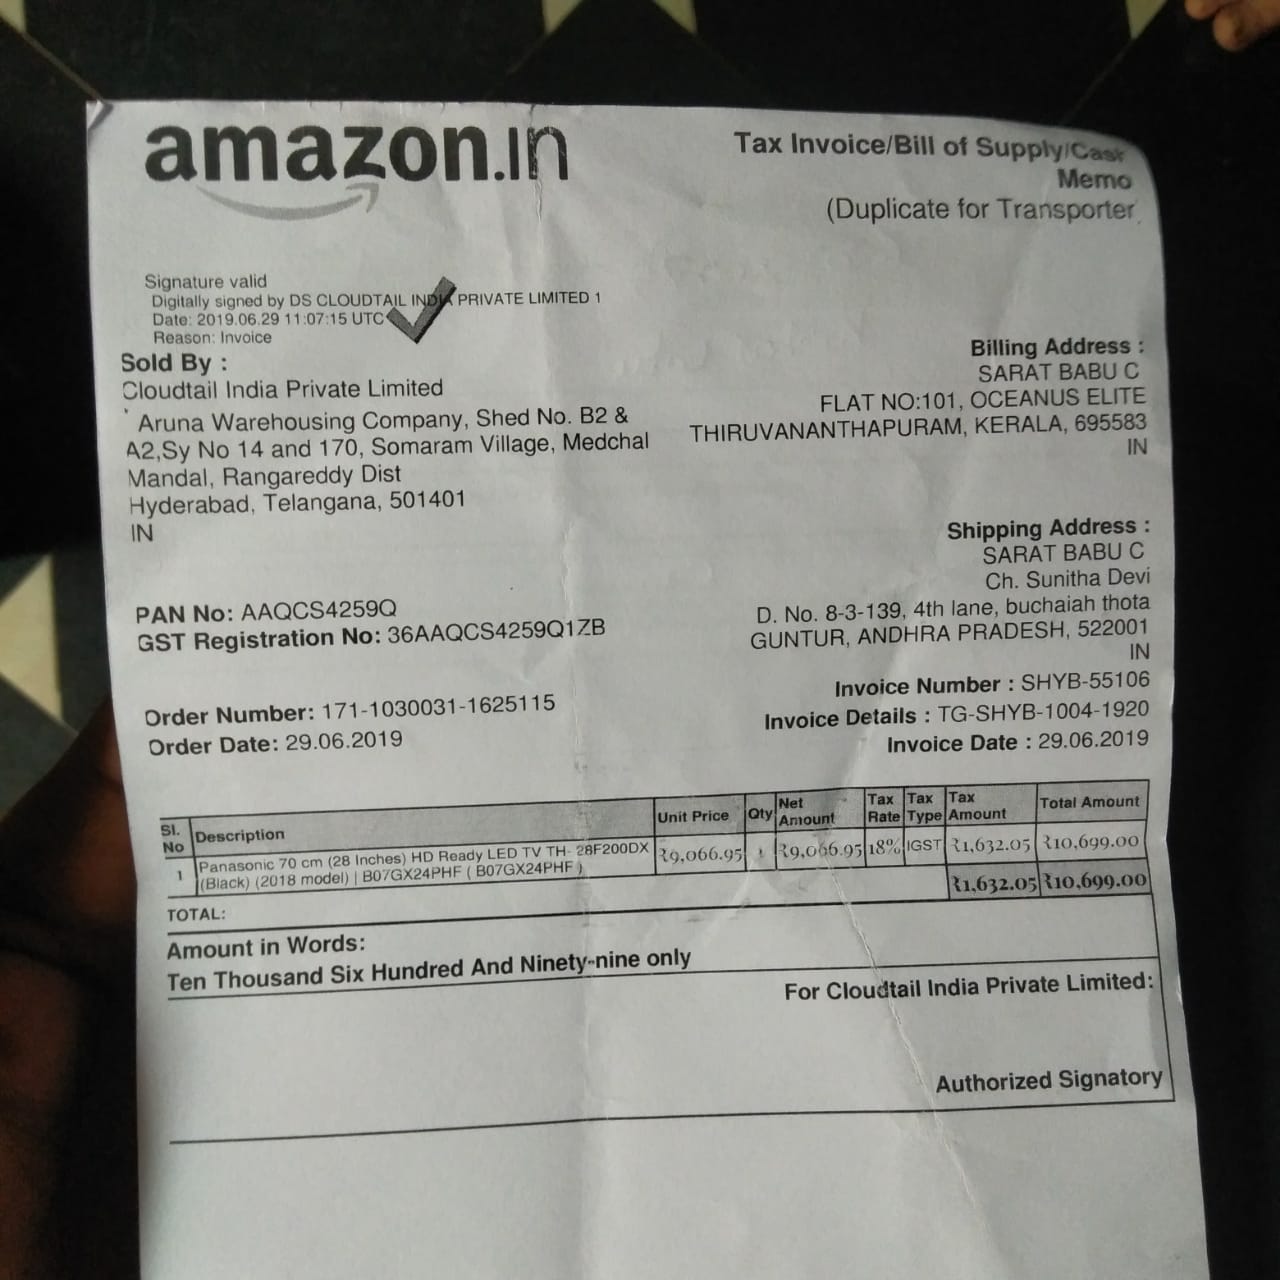 amazon.in
Tax Invoice/Bill of Supply/Cash
Memo
(Duplicate for Transporter
Signature valid
Digitally signed by DS CLOUDTAIL INDIA PRIVATE LIMITED 1
Date: 2019.06.29 11:07:15 UTC
Reason: Invoice
Sold By :
Cloudtail India Private Limited
* Aruna Warehousing Company, Shed No. B2 &
A2,Sy No 14 and 170, Somaram Village, Medchal
Mandal, Rangareddy Dist
Hyderabad, Telangana, 501401
IN
Billing Address :
SARAT BABU C
FLAT NO:101, OCEANUS ELITE
THIRUVANANTHAPURAM, KERALA, 695583
IN
Shipping Address :
SARAT BABU C
Ch. Sunitha Devi
D. No. 8-3-139, 4th lane, buchaiah thota
GUNTUR, ANDHRA PRADESH, 522001
IN
PAN No: AAQCS4259Q
GST Registration No: 36AAQCS4259Q1ZB
Order Number: 171-1030031-1625115
Order Date: 29.06.2019
Invoice Number : SHYB-55106
Invoice Details : TG-SHYB-1004-1920
Invoice Date : 29.06.2019
Sl. No Description Unit Price Qty Net Amount Tax Rate Tax Type Tax Amount Total Amount
1 Panasonic 70 cm (28 Inches) HD Ready LED TV TH- 28F200DX ₹9,066.95 1 ₹9,066.95 18% IGST ₹1,632.05 ₹10,699.00
(Black) (2018 model) | B07GX24PHF ( B07GX24PHF )
TOTAL: ₹1,632.05 ₹10,699.00
Amount in Words:
Ten Thousand Six Hundred And Ninety-nine only
For Cloudtail India Private Limited:
Authorized Signatory